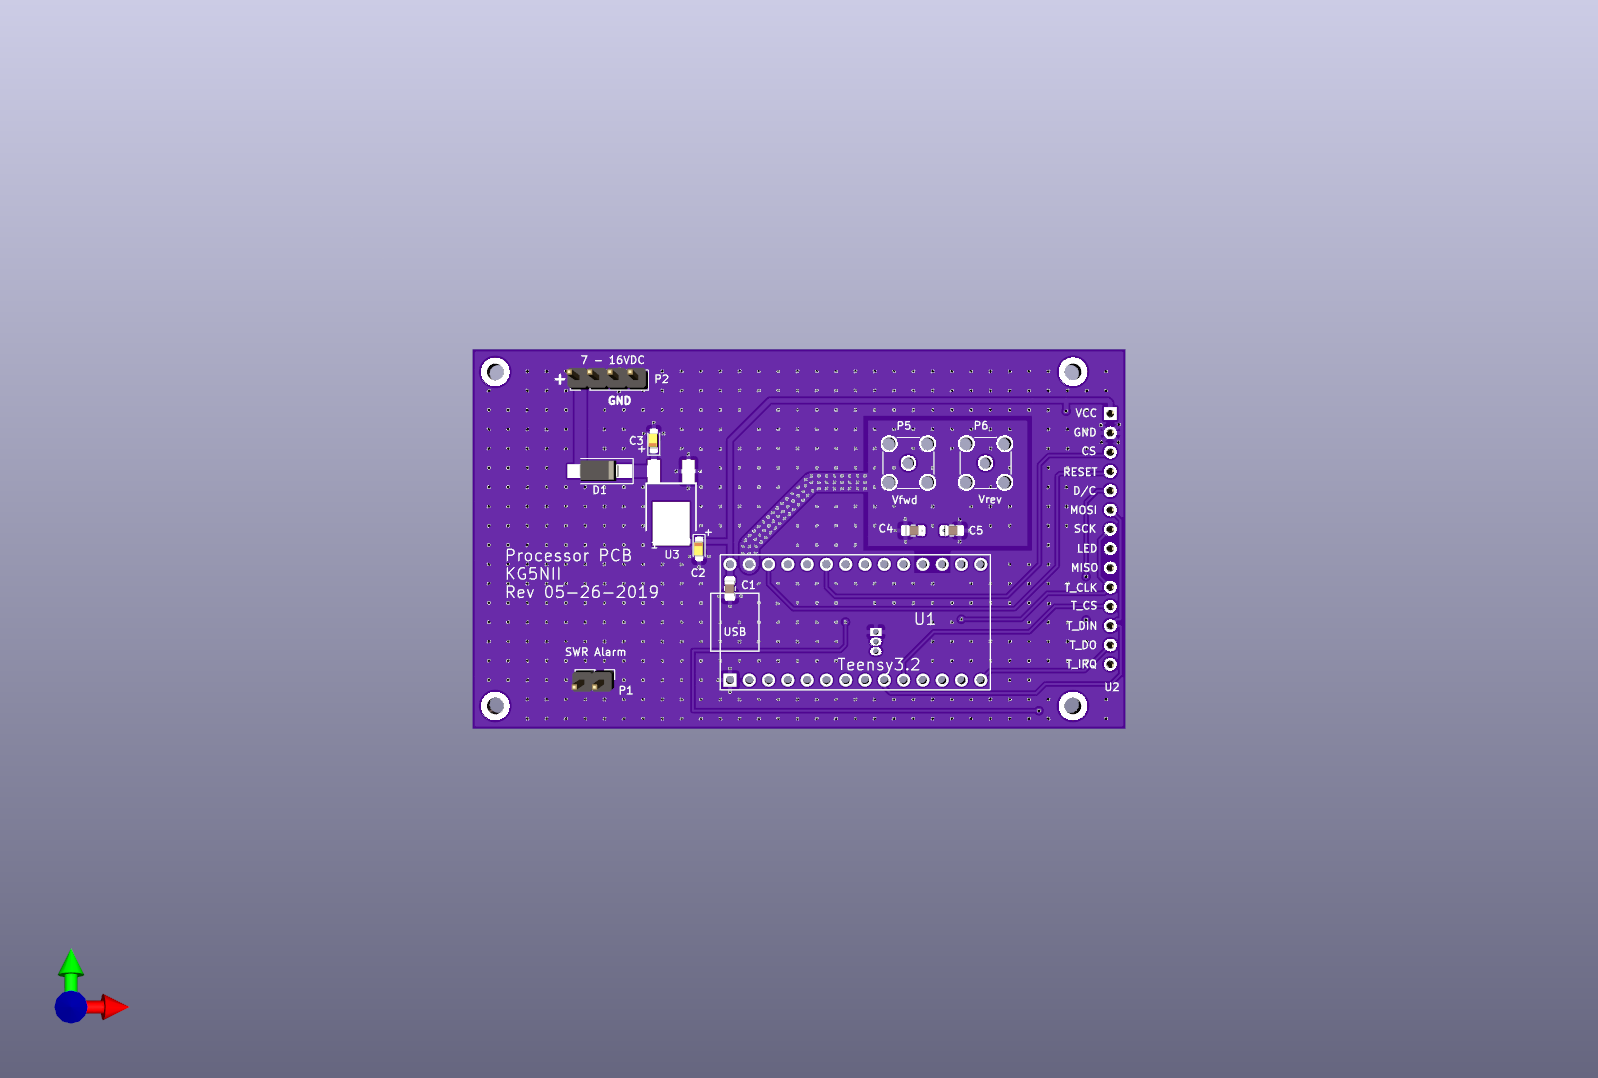 7 - 16VDC
+
P2
GND
C3
+
D1
1
U3
+
C2
Processor PCB
KG5NII
Rev 05-26-2019
SWR Alarm
P1
P5
P6
Vfwd
Vrev
C4
C5
C1
USB
U1
Teensy3.2
VCC
GND
CS
RESET
D/C
MOSI
SCK
LED
MISO
T_CLK
T_CS
T_DIN
T_DO
T_IRQ
U2